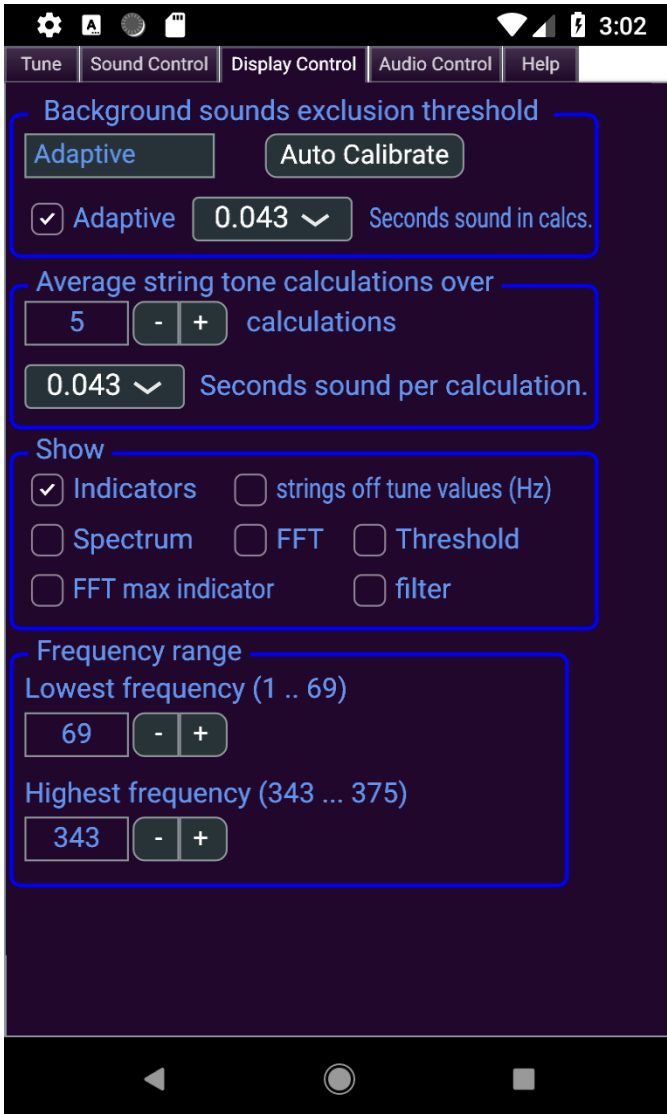 3:02
Tune Sound Control Display Control Audio Control Help
Background sounds exclusion threshold
Adaptive Auto Calibrate
Adaptive 0.043 Seconds sound in calcs.
Average string tone calculations over
5 - + calculations
0.043 Seconds sound per calculation.
Show
Indicators strings off tune values (Hz)
Spectrum FFT Threshold
FFT max indicator filter
Frequency range
Lowest frequency (1 .. 69)
69 - +
Highest frequency (343 ... 375)
343 - +